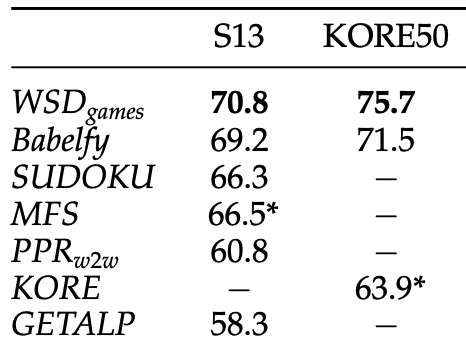 S13 KORE50
WSDgames 70.8 75.7
Babelfy 69.2 71.5
SUDOKU 66.3 –
MFS 66.5* –
PPRw2w 60.8 –
KORE – 63.9*
GETALP 58.3 –